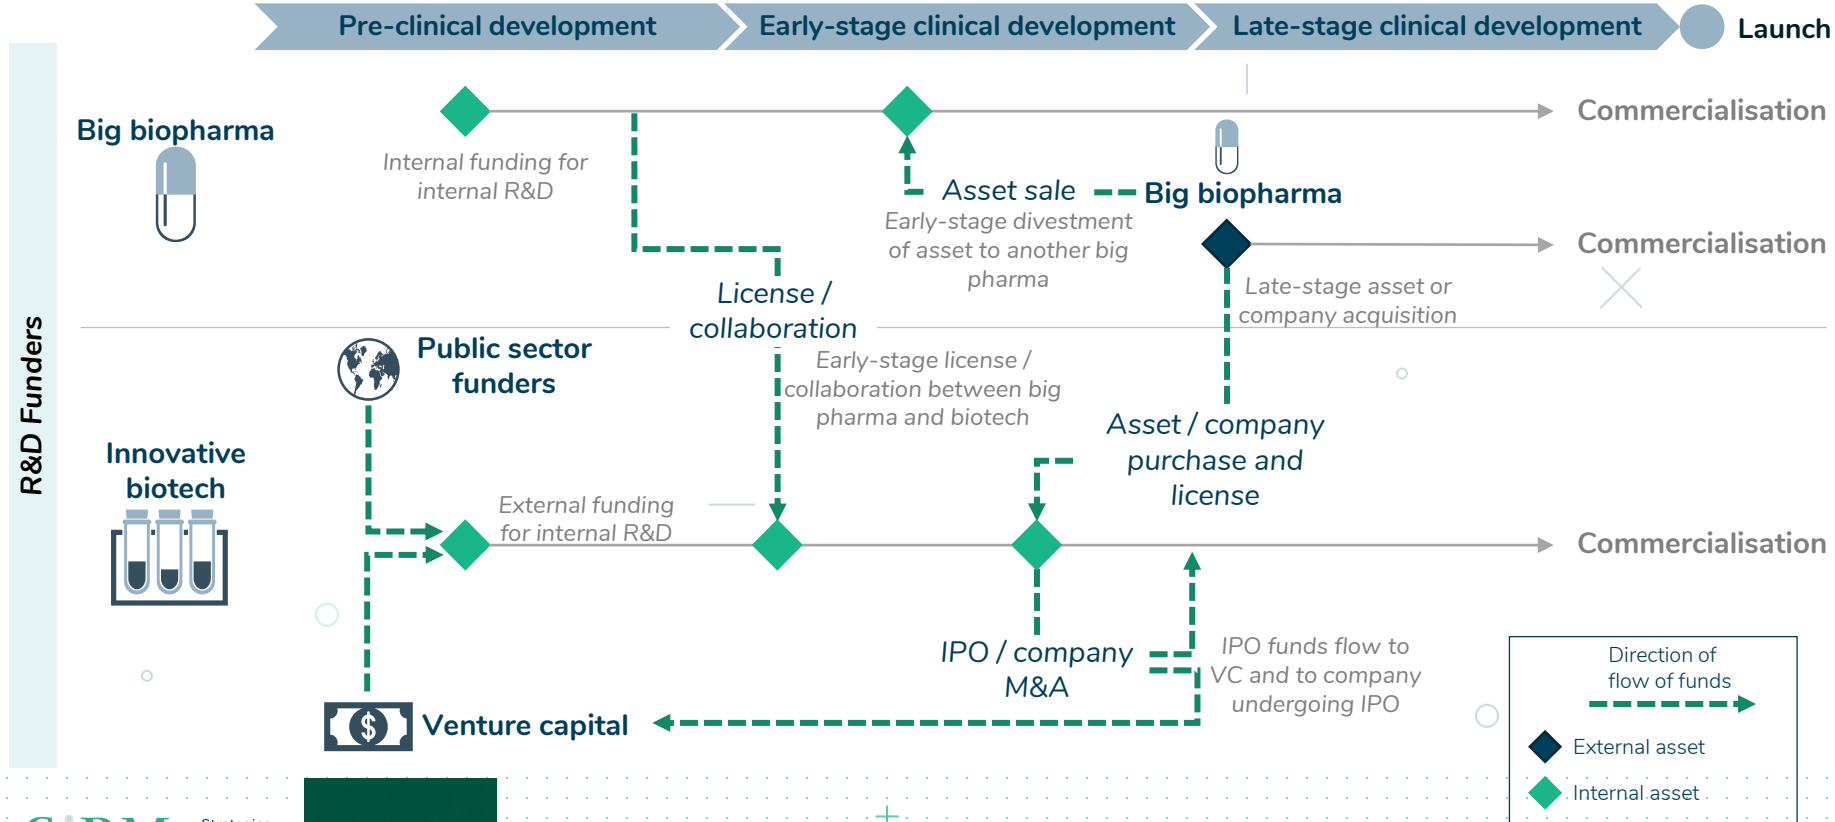 Pre-clinical development
Early-stage clinical development
Late-stage clinical development
Launch
R&D Funders
Big biopharma
Commercialisation
Internal funding for
internal R&D
Asset sale
Big biopharma
Early-stage divestment
of asset to another big
pharma
Commercialisation
License /
collaboration
Late-stage asset or
company acquisition
Public sector
funders
Early-stage license /
collaboration between big
pharma and biotech
Asset / company
purchase and
license
Innovative
biotech
External funding
for internal R&D
Commercialisation
IPO / company
M&A
IPO funds flow to
VC and to company
undergoing IPO
$
Venture capital
Direction of
flow of funds
External asset
Internal asset